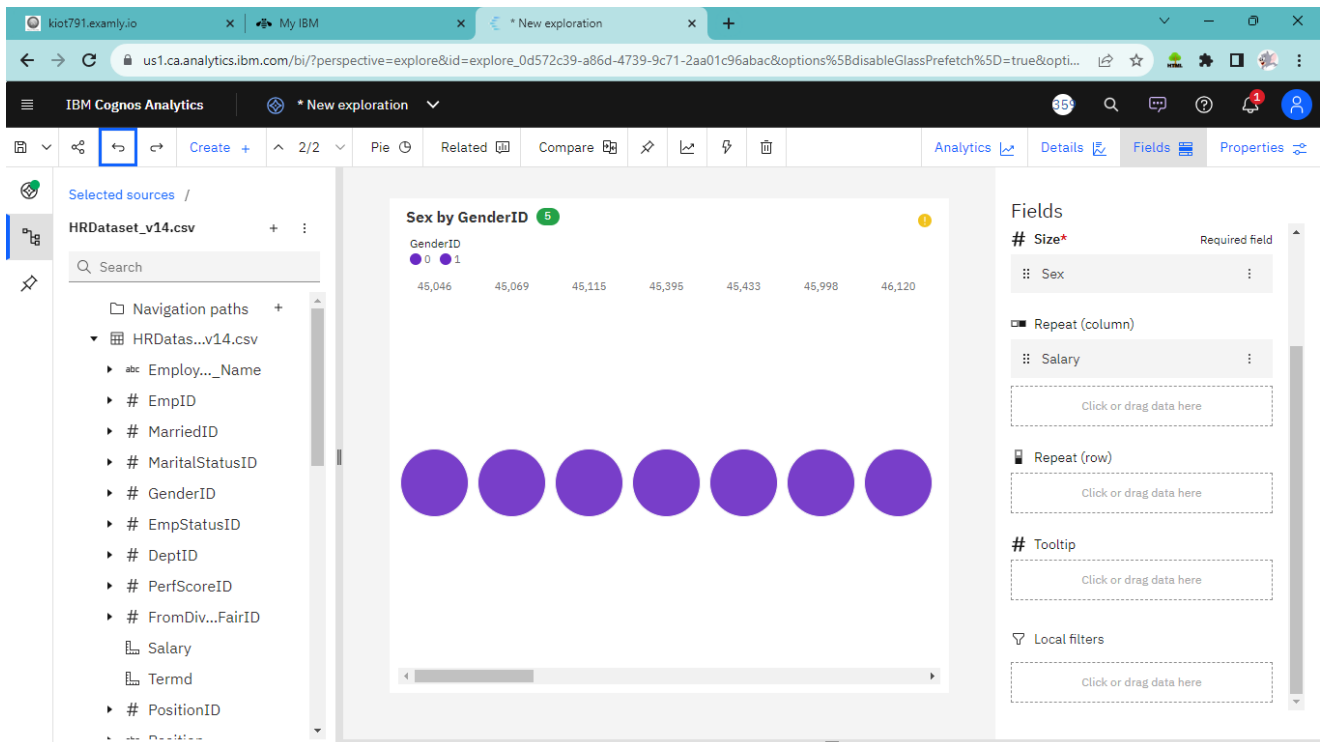 kiot791.examly.io
My IBM
* New exploration
us1.ca.analytics.ibm.com/bi/?perspective=explore&id=explore_0d572c39-a86d-4739-9c71-2aa01c96abac&options%5BdisableGlassPrefetch%5D=true&opti...
IBM Cognos Analytics
* New exploration
359
1
Create +
2/2
Pie
Related
Compare
Analytics
Details
Fields
Properties
Selected sources /
HRDataset_v14.csv
Search
Navigation paths +
HRDatas...v14.csv
abc Employ..._Name
# EmpID
# MarriedID
# MaritalStatusID
# GenderID
# EmpStatusID
# DeptID
# PerfScoreID
# FromDiv...FairID
Salary
Termd
# PositionID
Sex by GenderID 5
GenderID
0 1
45,046 45,069 45,115 45,395 45,433 45,998 46,120
Fields
# Size* Required field
Sex
Repeat (column)
Salary
Click or drag data here
Repeat (row)
Click or drag data here
# Tooltip
Click or drag data here
Local filters
Click or drag data here